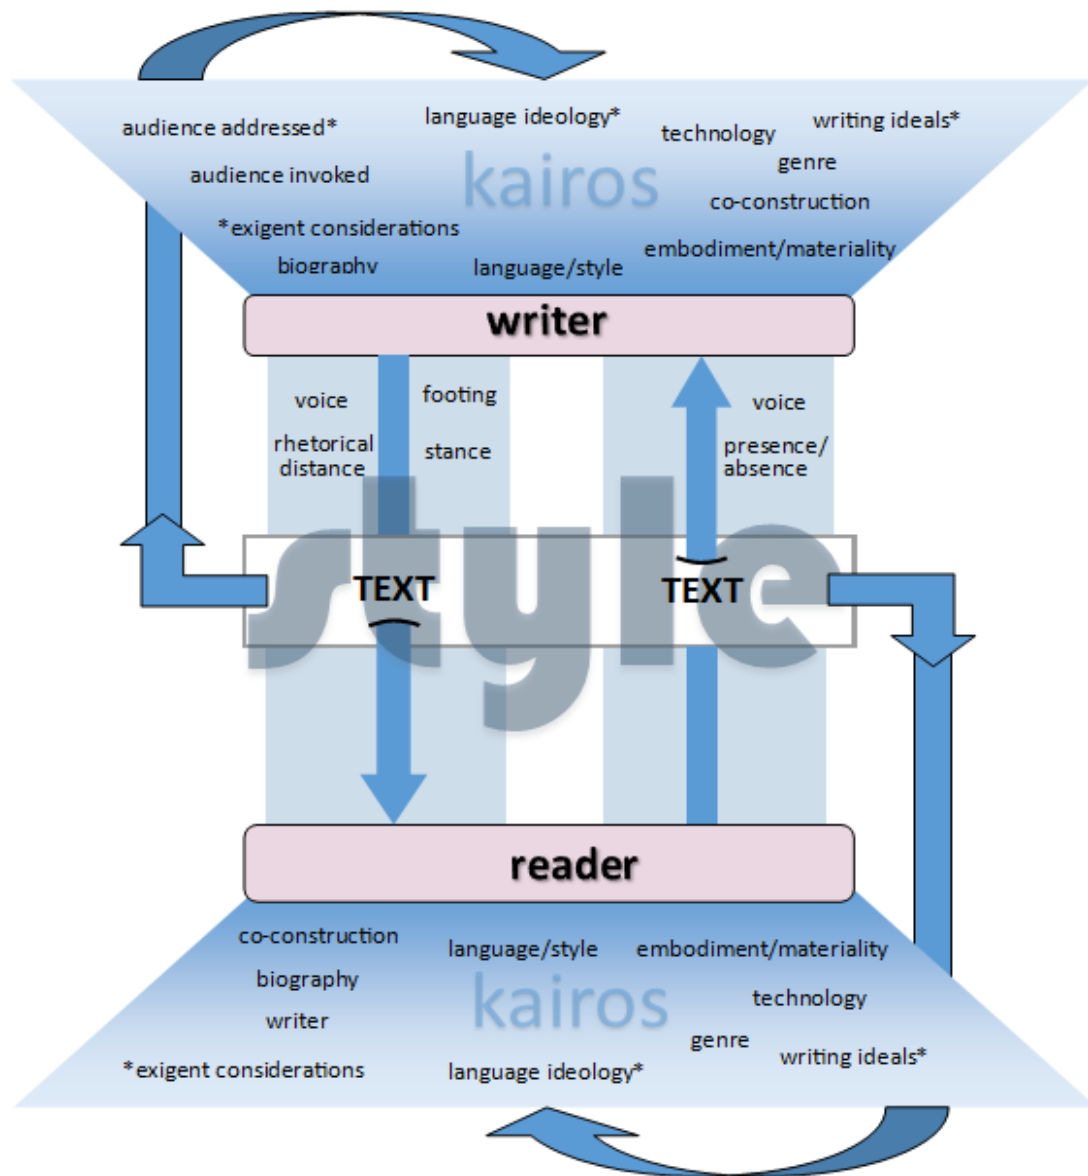 language ideology*
writing ideals*
audience addressed*
technology
genre
audience invoked
kairos
co-construction
*exigent considerations
embodiment/materiality
biography
language/style
writer
voice
footing
voice
rhetorical
distance
stance
presence/
absence
style
TEXT
TEXT
reader
co-construction
language/style
embodiment/materiality
biography
kairos
technology
writer
genre
writing ideals*
*exigent considerations
language ideology*